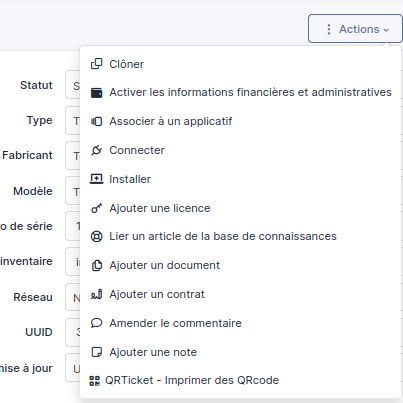 Actions
Clôner
Statut S
Activer les informations financières et administratives
Type T
Associer à un applicatif
Fabricant T
Connecter
Modèle T
Installer
Ajouter une licence
o de série 1
Lier un article de la base de connaissances
inventaire i
Ajouter un document
Réseau N
Ajouter un contrat
UUID 3
Amender le commentaire
Ajouter une note
mise à jour U
QRTicket - Imprimer des QRcode